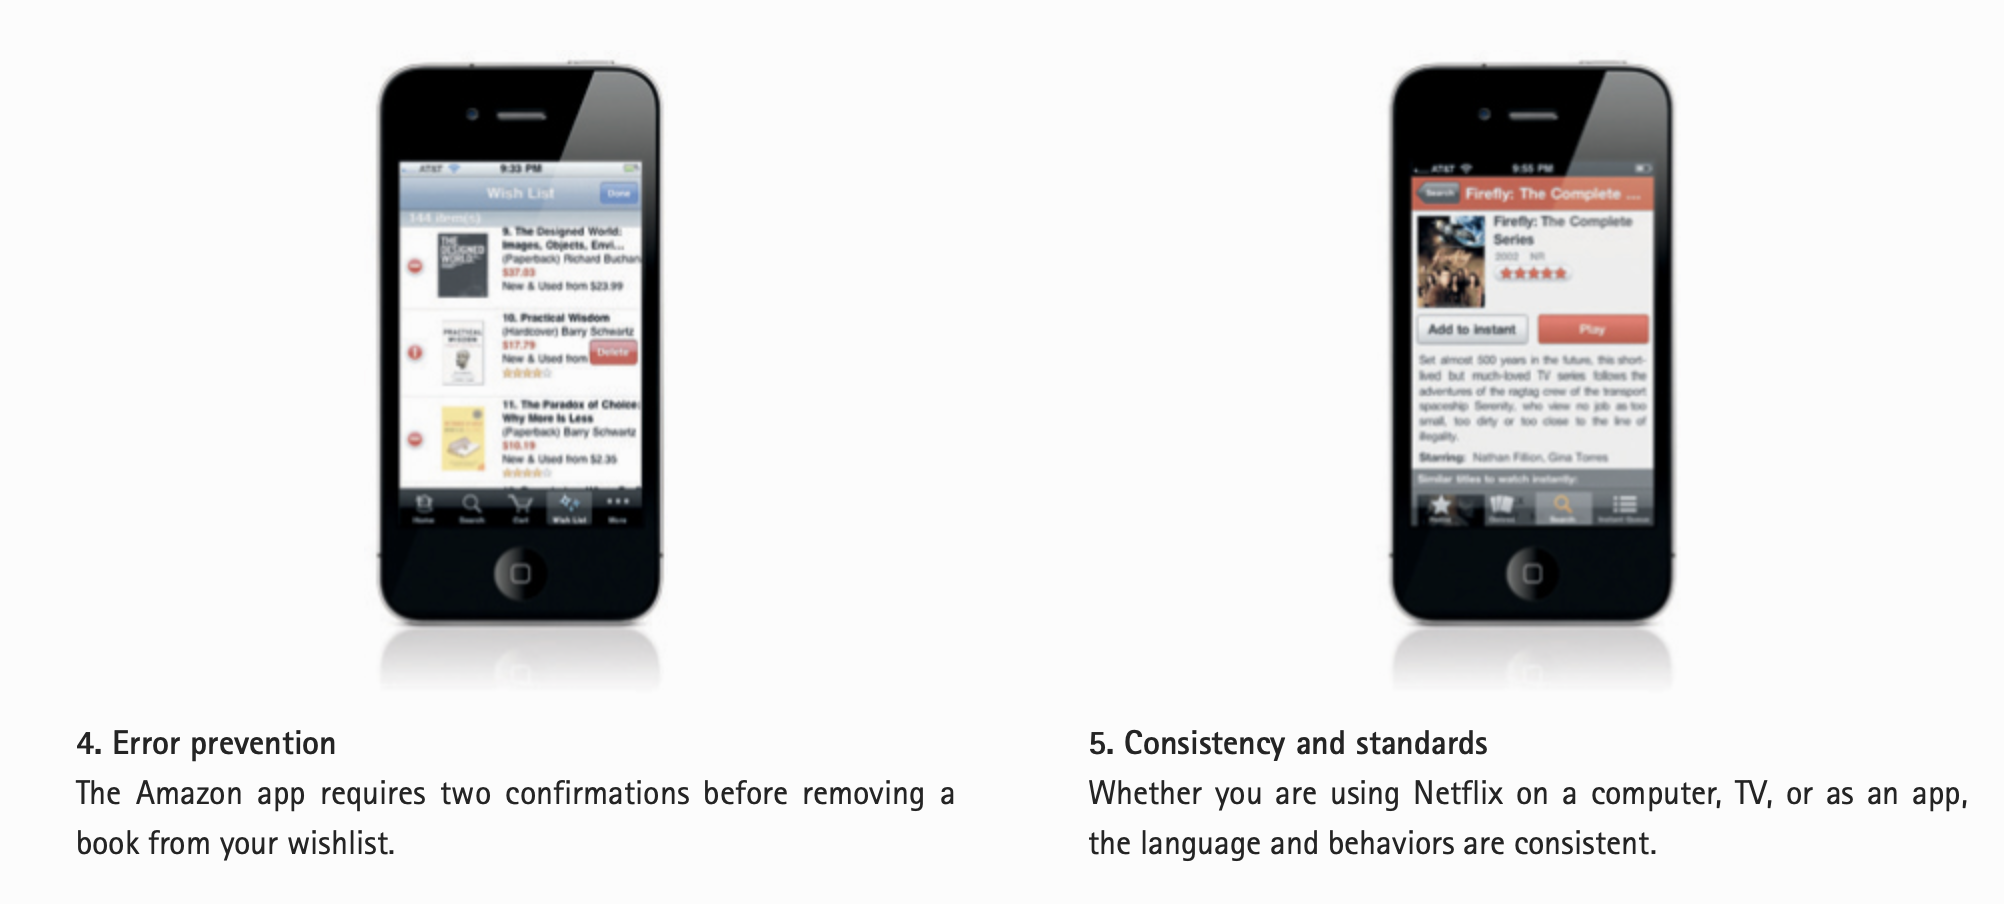 AT&T
9:33 PM
Wish List
Done
144 item(s)
THE
DESIGNED
WORLD
9. The Designed World:
Images, Objects, Envi...
(Paperback) Richard Buchan
$37.03
New & Used from $23.99
PRACTICAL
WISDOM
10. Practical Wisdom
(Hardcover) Barry Schwartz
$17.79
New & Used from
Delete
11. The Paradox of Choice:
Why More Is Less
(Paperback) Barry Schwartz
$10.19
New & Used from $2.35
Home
Search
Cart
Wish List
More
4. Error prevention
The Amazon app requires two confirmations before removing a
book from your wishlist.
AT&T
9:55 PM
Search
Firefly: The Complete ...
Firefly: The Complete
Series
2002 NR
Add to Instant
Play
Set almost 500 years in the future, this short-
lived but much-loved TV series follows the
adventures of the ragtag crew of the transport
spaceship Serenity, who view no job as too
small, too dirty or too close to the line of
illegality.
Starring: Nathan Fillion, Gina Torres
Similar titles to watch instantly:
Genres
Search
Instant Queue
5. Consistency and standards
Whether you are using Netflix on a computer, TV, or as an app,
the language and behaviors are consistent.